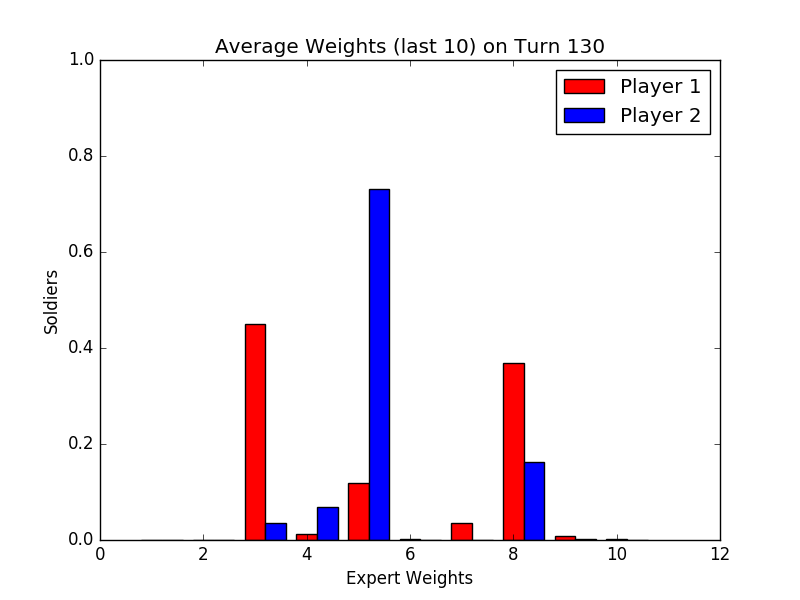 Average Weights (last 10) on Turn 130
1.0
0.8
0.6
0.4
0.2
0.0
Soldiers
Player 1
Player 2
0 2 4 6 8 10 12
Expert Weights